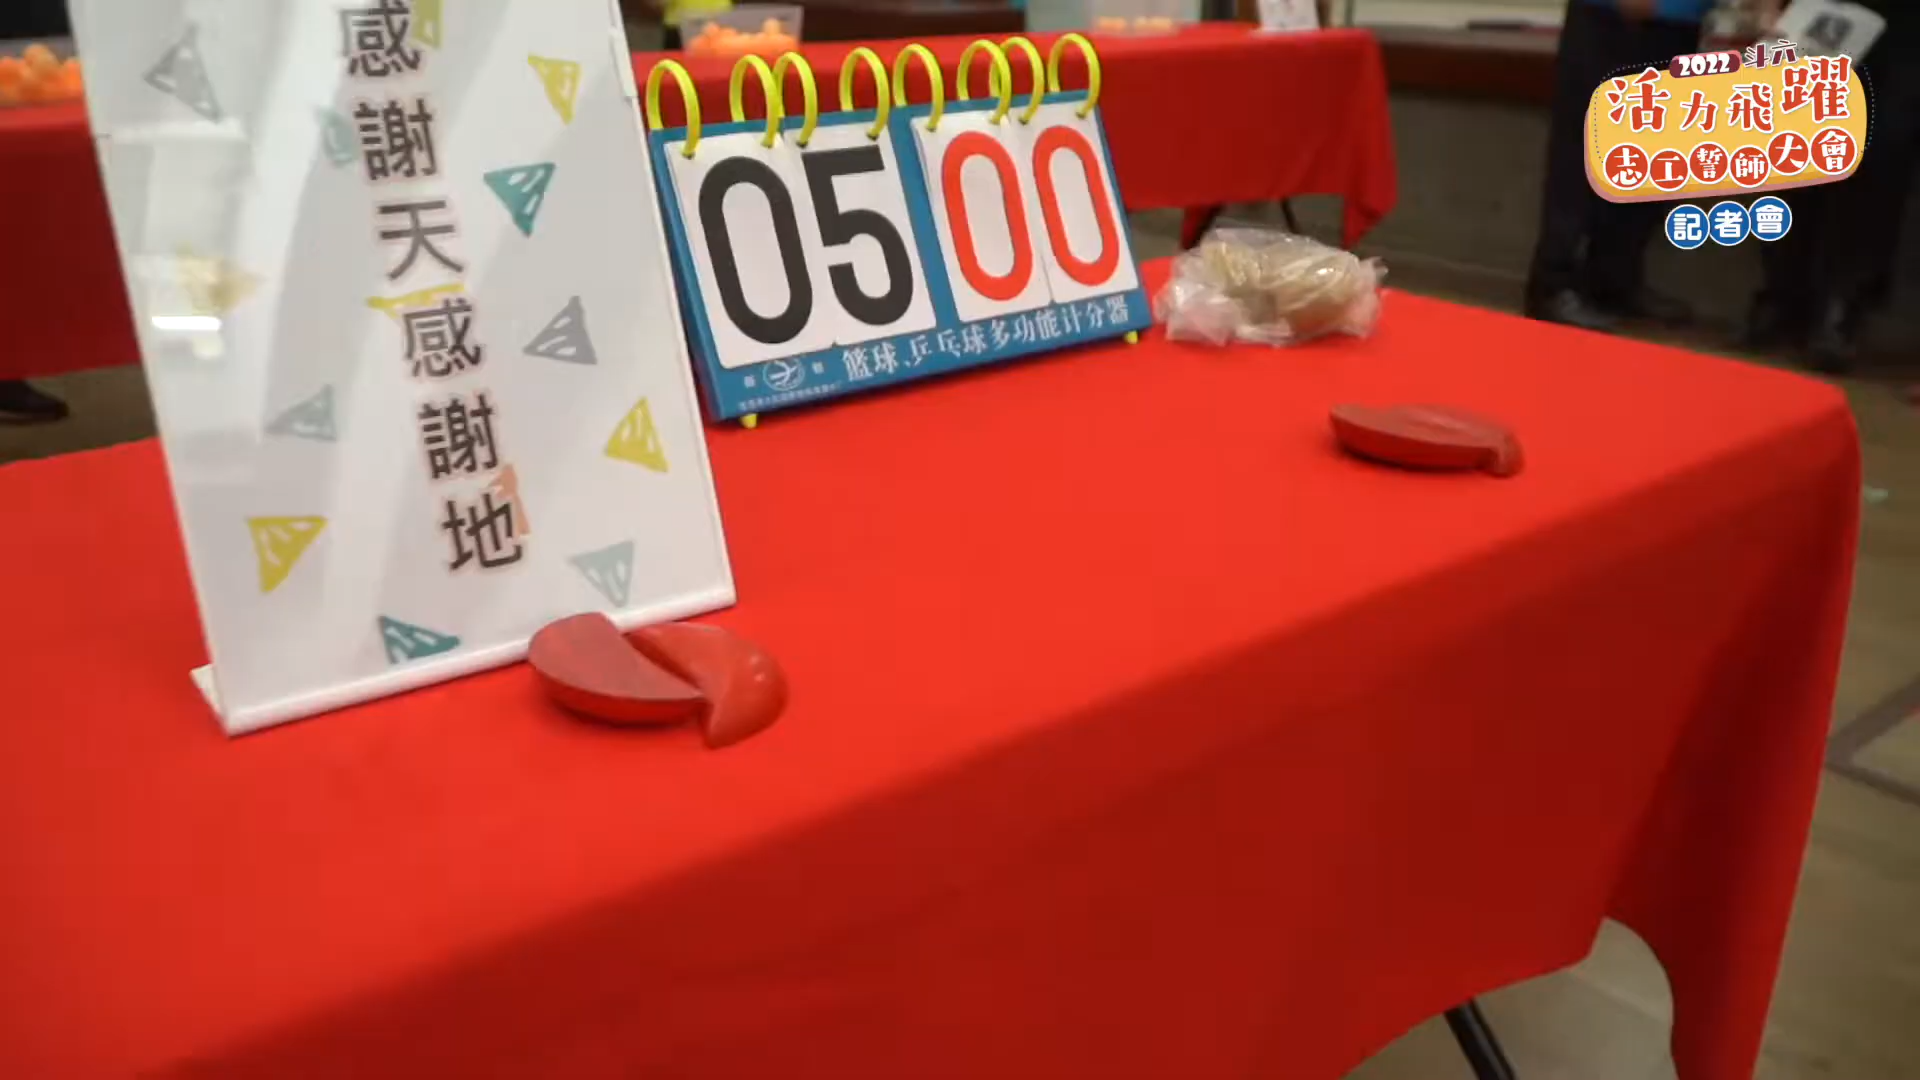 感謝天感謝地
05 00
籃球、乒乓球多功能计分器
2022 斗六
活力飛躍
志工誓師大會
記者會